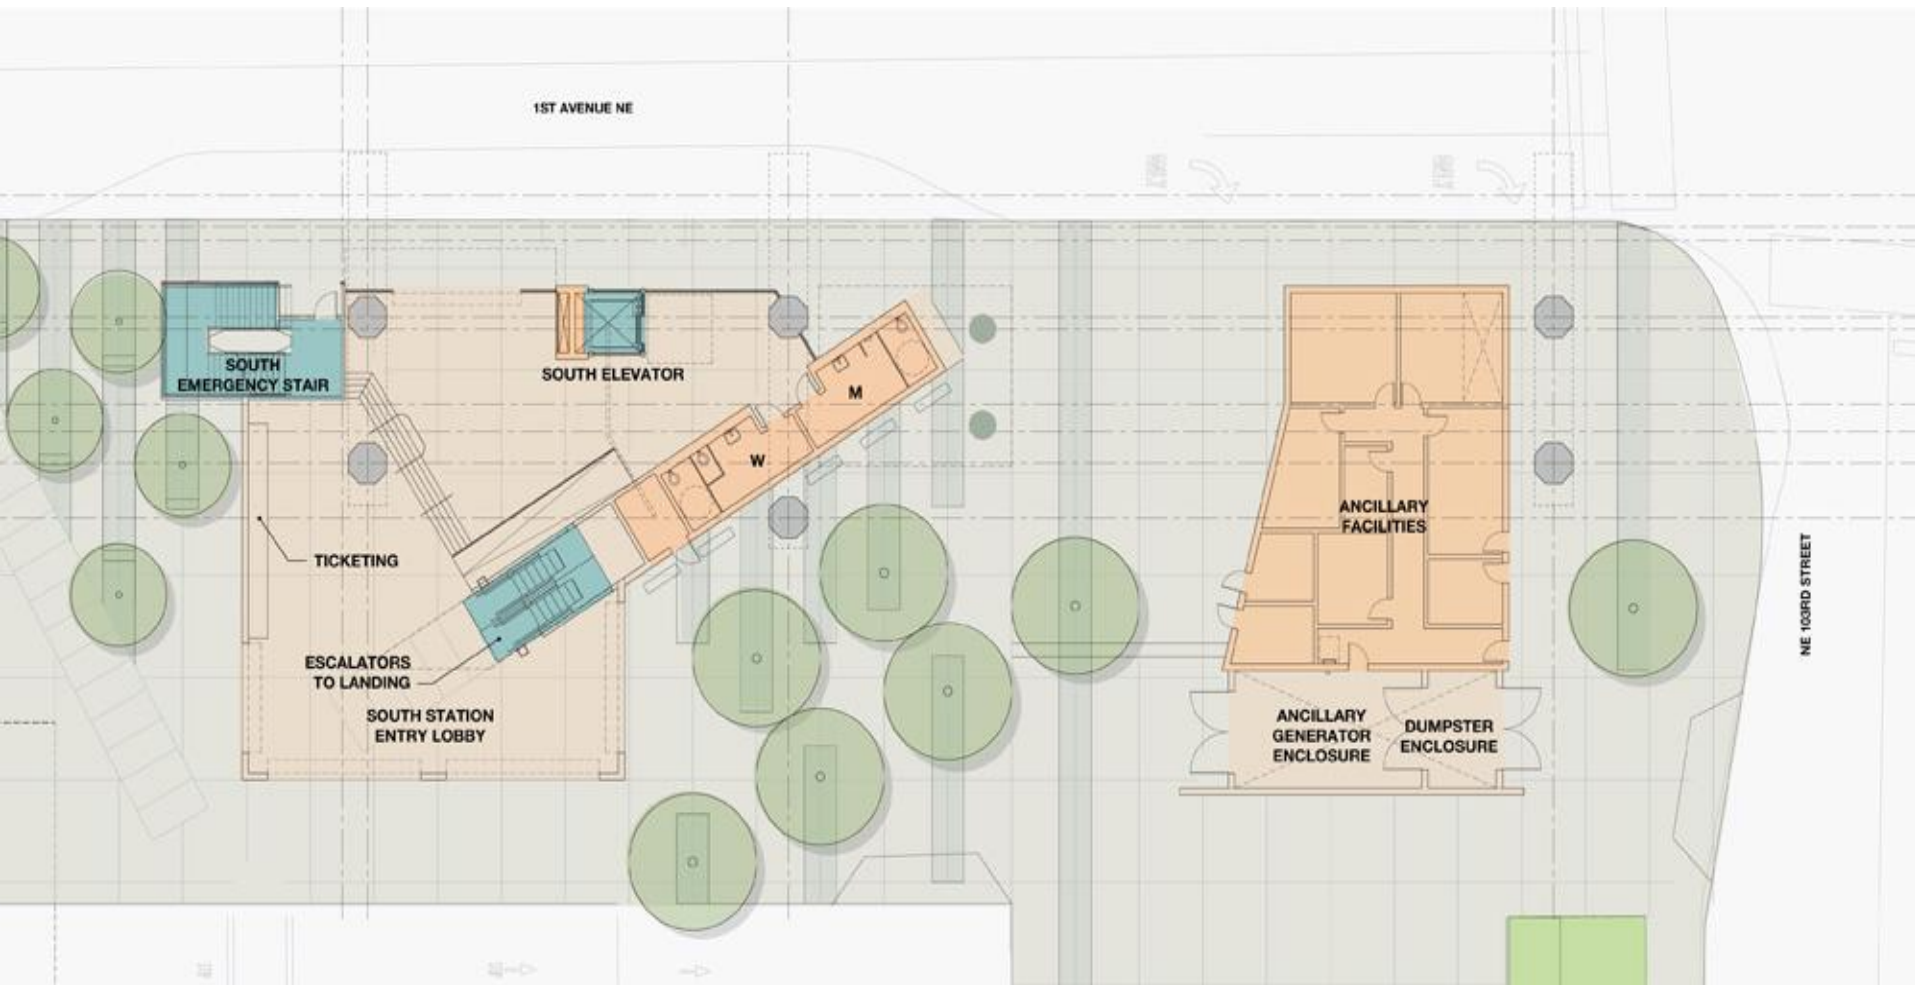 1ST AVENUE NE
SOUTH
EMERGENCY STAIR
SOUTH ELEVATOR
M
W
TICKETING
ESCALATORS
TO LANDING
SOUTH STATION
ENTRY LOBBY
ANCILLARY
FACILITIES
ANCILLARY
GENERATOR
ENCLOSURE
DUMPSTER
ENCLOSURE
NE 103RD STREET